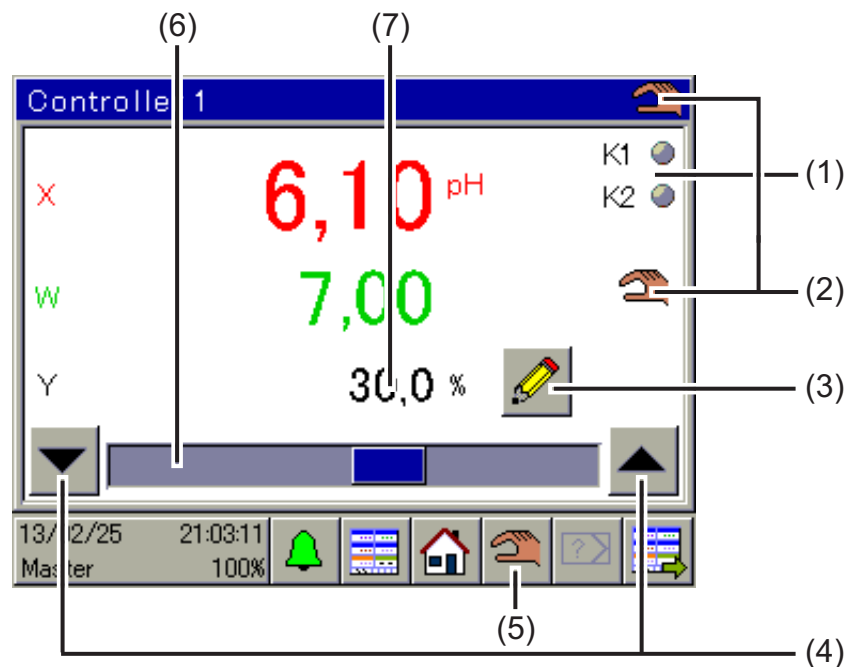 (6) (7)
Controller 1
K1
(1)
X 6,10 pH
K2
W 7,00
(2)
Y 30,0 %
(3)
13/02/25 21:03:11
Master 100%
?
(5)
(4)